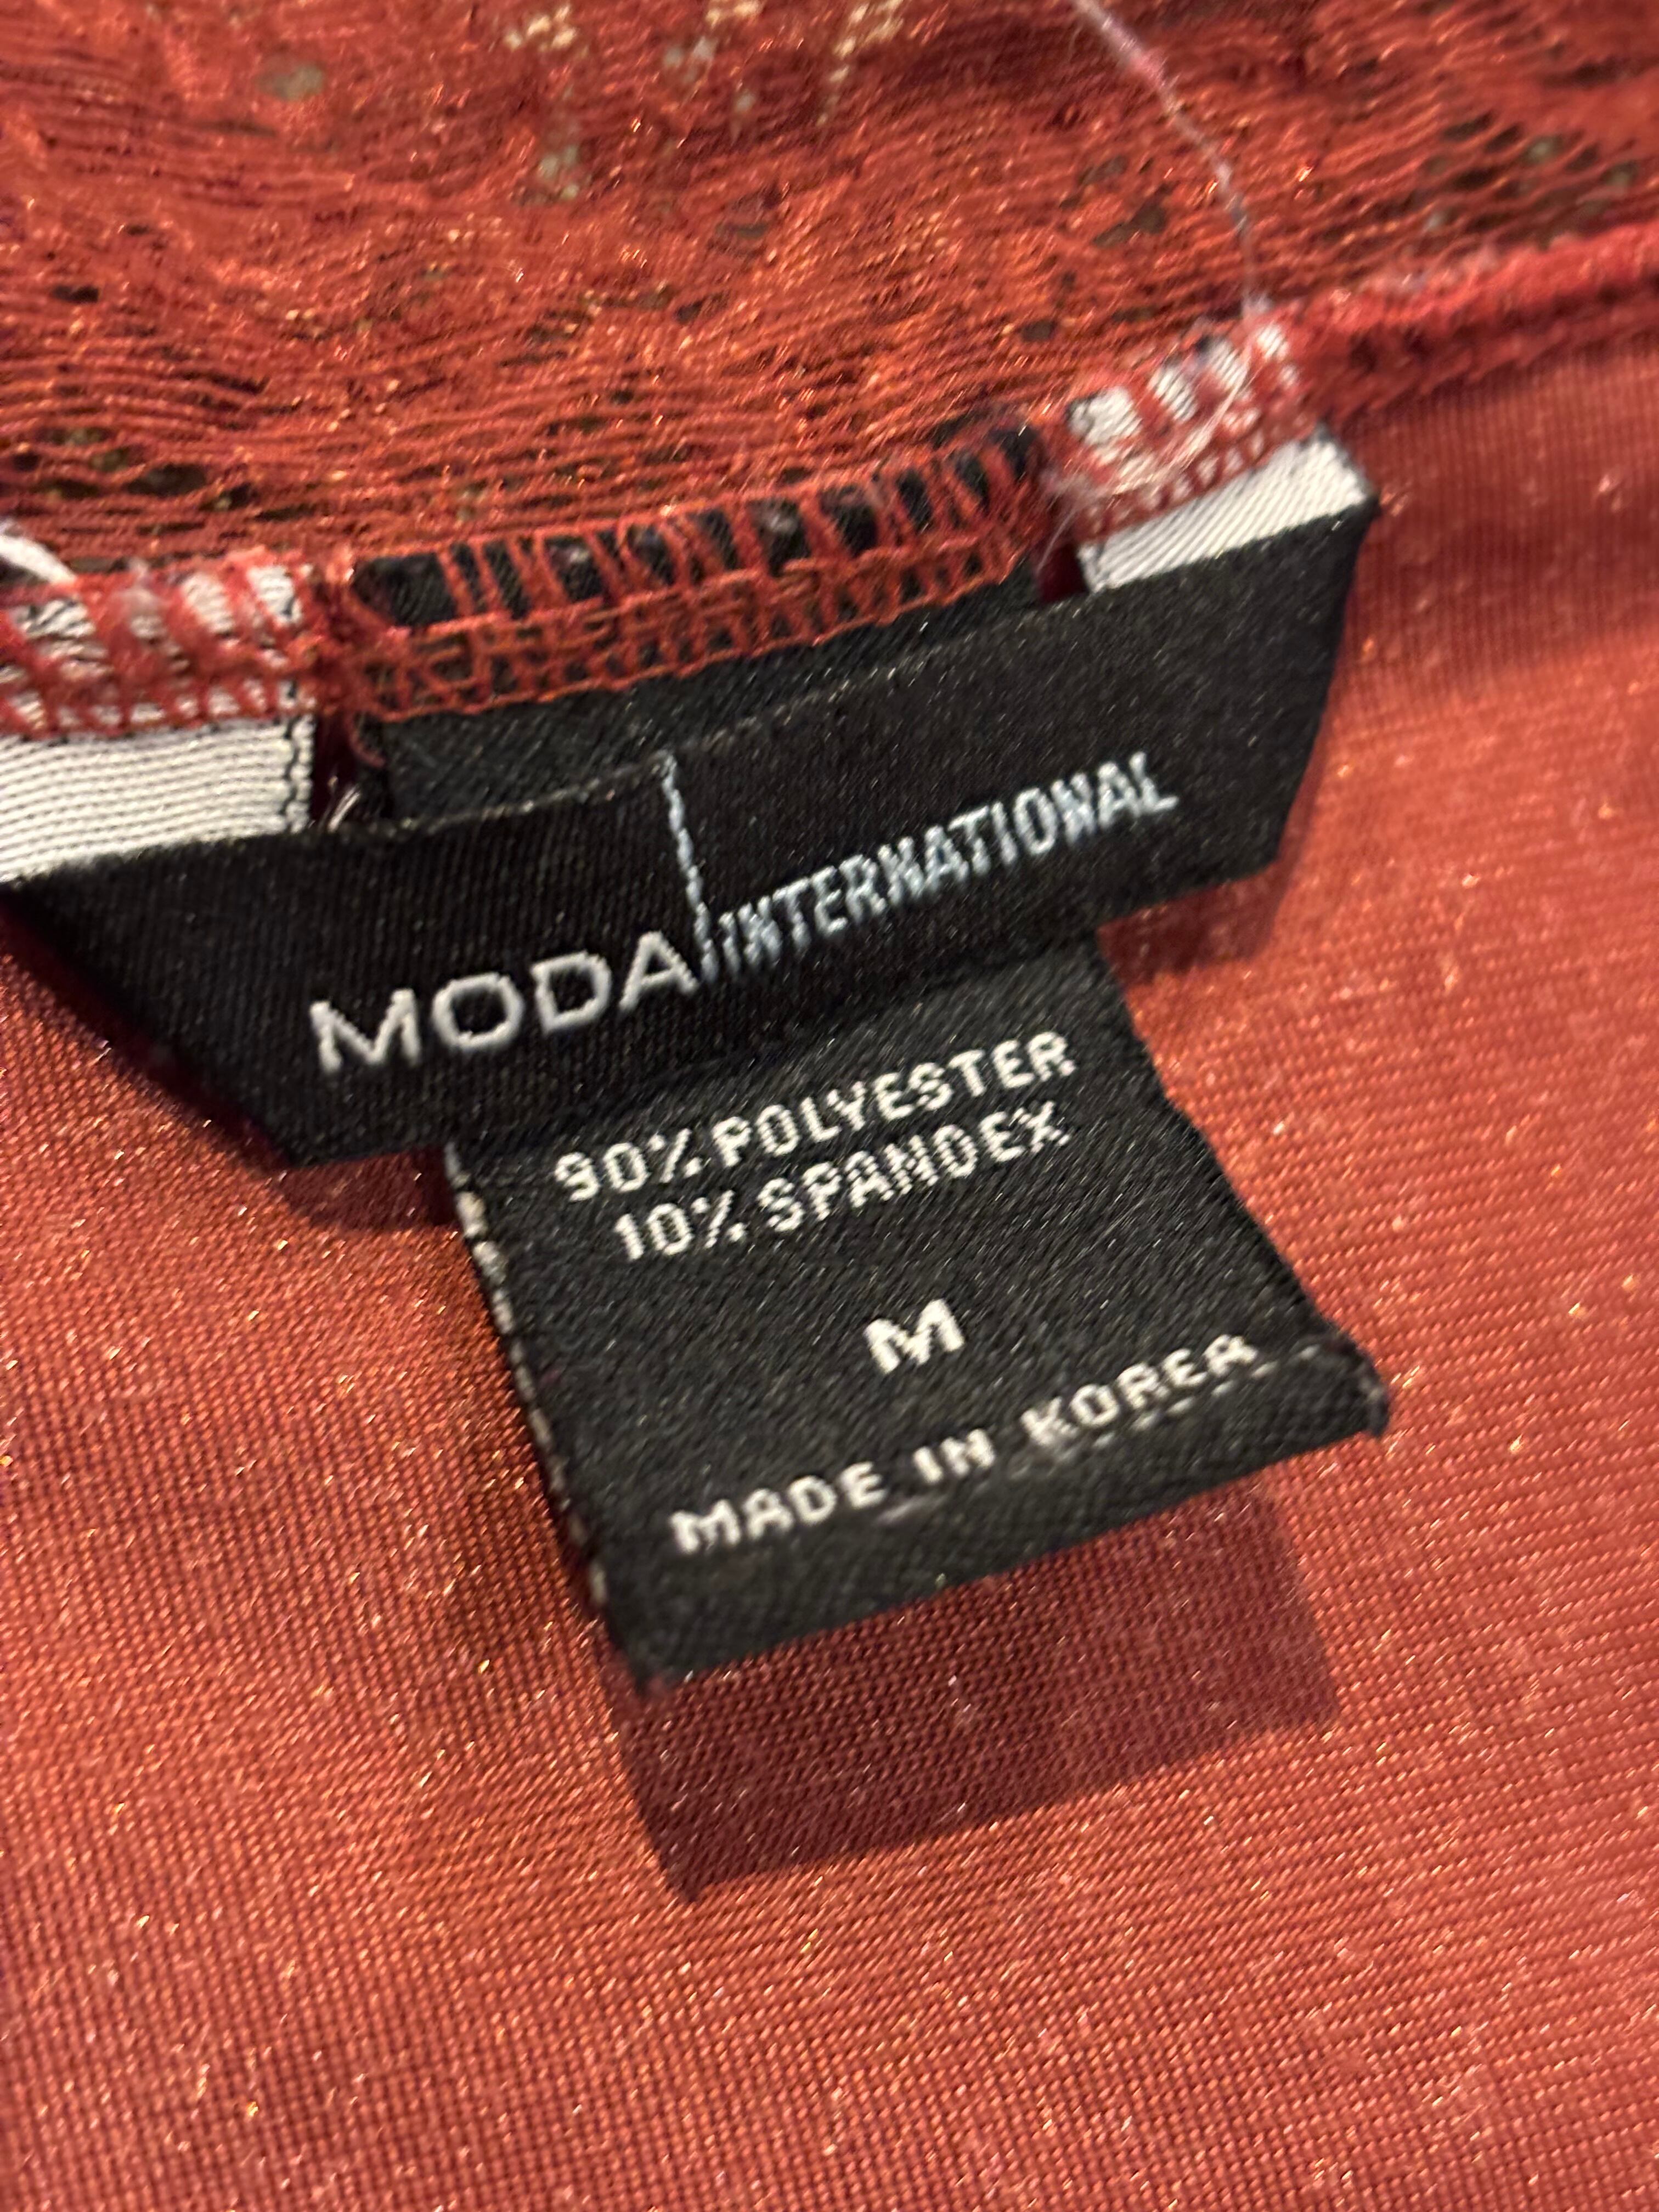 MODA INTERNATIONAL
90% POLYESTER
10% SPANDEX
M
MADE IN KOREA